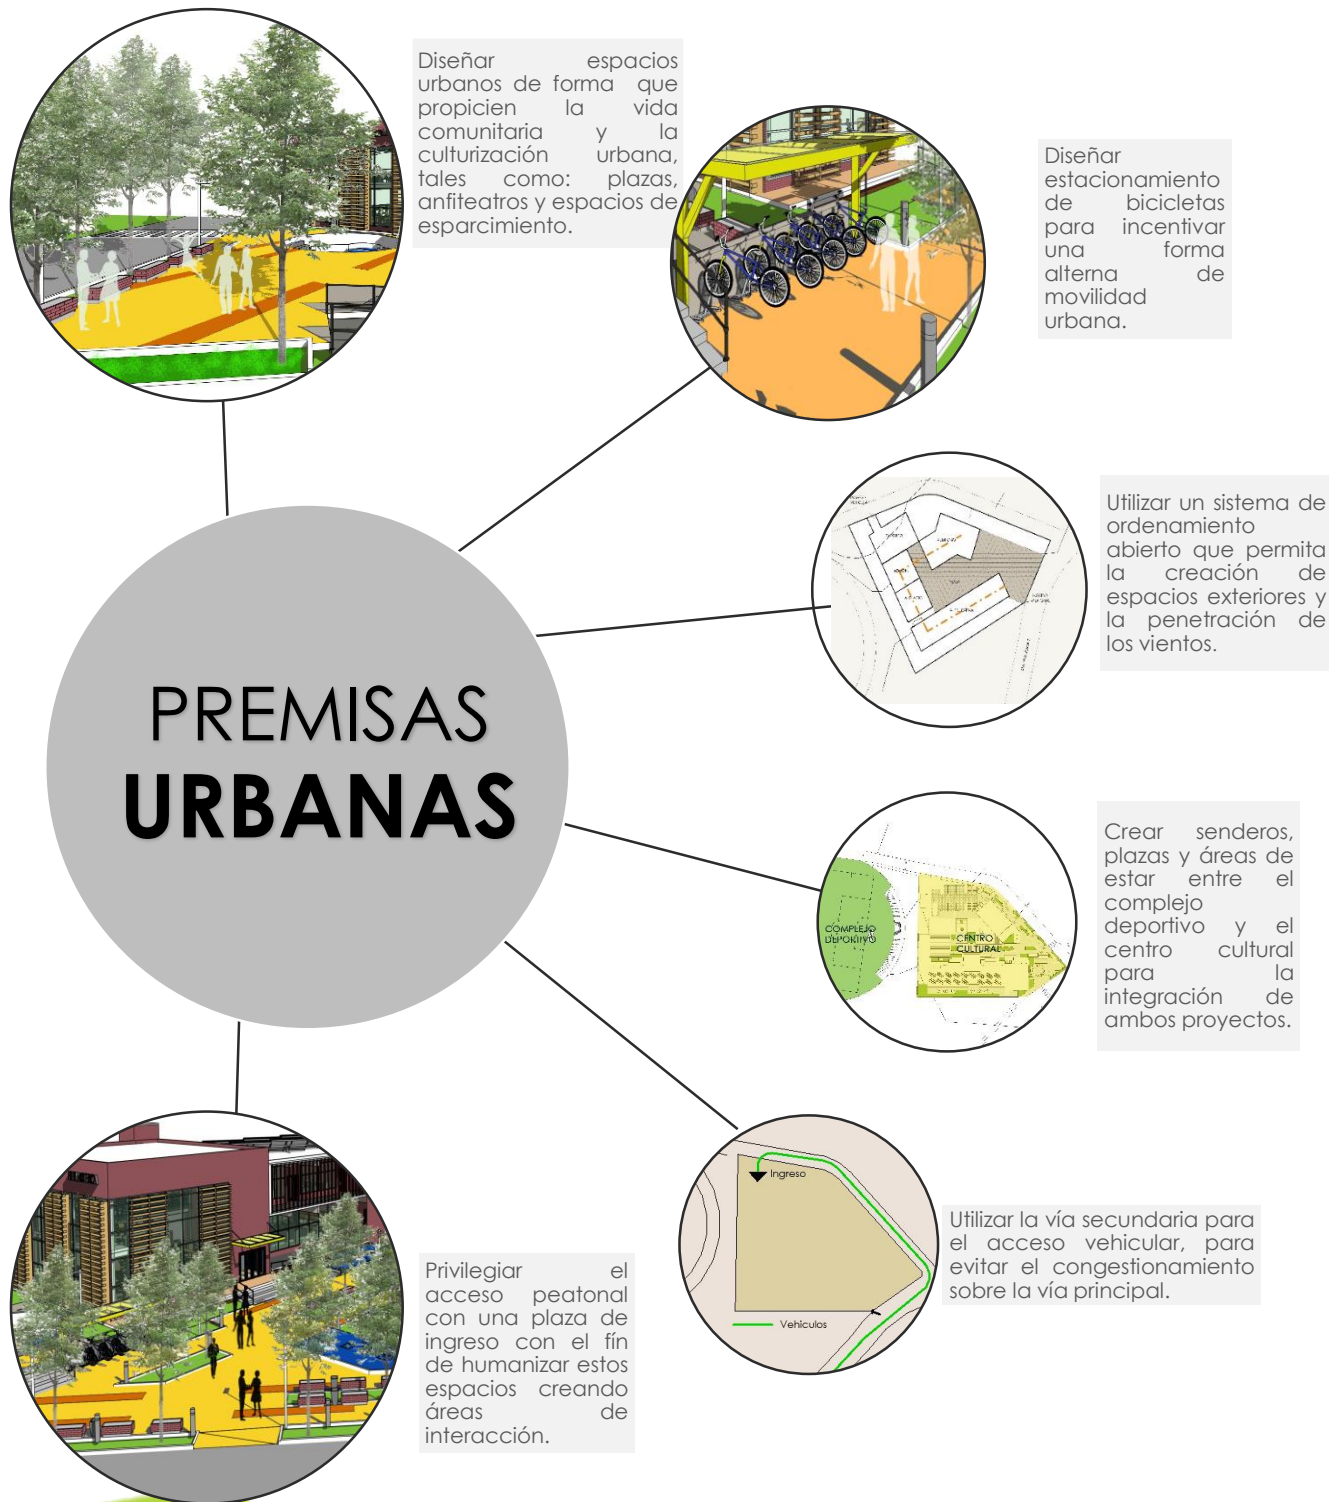 Diseñar espacios
urbanos de forma que
propicien la vida
comunitaria y la
culturización urbana,
tales como: plazas,
anfiteatros y espacios de
esparcimiento.
Diseñar
estacionamiento
de bicicletas
para incentivar
una forma
alterna de
movilidad
urbana.
Utilizar un sistema de
ordenamiento
abierto que permita
la creación de
espacios exteriores y
la penetración de
los vientos.
PREMISAS
URBANAS
COMPLEJO
DEPORTIVO
CENTRO
CULTURAL
Crear senderos,
plazas y áreas de
estar entre el
complejo
deportivo y el
centro cultural
para la
integración de
ambos proyectos.
Ingreso
Vehiculos
Utilizar la vía secundaria para
el acceso vehicular, para
evitar el congestionamiento
sobre la vía principal.
Privilegiar el
acceso peatonal
con una plaza de
ingreso con el fín
de humanizar estos
espacios creando
áreas de
interacción.